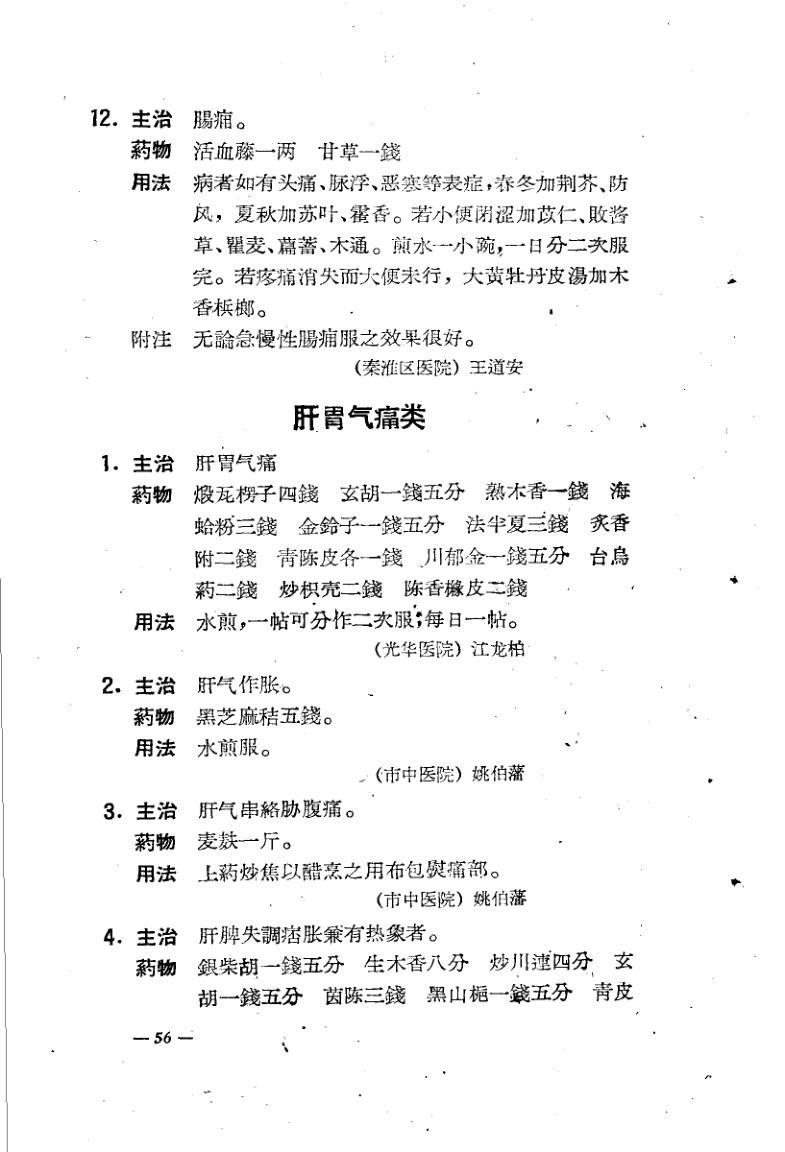 12. 主治 腸痈。
葯物 活血藤一两 甘草一錢
用法 病者如有头痛、脉浮、恶寒等表症，春冬加荆芥、防
风，夏秋加苏叶、霍香。若小便闭涩加苡仁、敗酱
草、瞿麦、萹蓄、木通。煎水一小碗，一日分二次服
完。若疼痛消失而大便未行，大黄牡丹皮湯加木
香梹榔。
附注 无論急慢性腸痈服之效果很好。
(秦淮区医院) 王道安
肝胃气痛类
1. 主治 肝胃气痛
葯物 煅瓦楞子四錢 玄胡一錢五分 熟木香一錢 海
蛤粉三錢 金鈴子一錢五分 法半夏三錢 炙香
附二錢 青陈皮各一錢 川郁金一錢五分 台烏
葯二錢 炒枳壳二錢 陈香橼皮二錢
用法 水煎，一帖可分作二次服；每日一帖。
(光华医院) 江龙柏
2. 主治 肝气作胀。
葯物 黑芝麻秸五錢。
用法 水煎服。
(市中医院) 姚伯藩
3. 主治 肝气串絡胁腹痛。
葯物 麦麸一斤。
用法 上葯炒焦以醋烹之用布包熨痛部。
(市中医院) 姚伯藩
4. 主治 肝脾失調痞胀兼有热象者。
葯物 銀柴胡一錢五分 生木香八分 炒川連四分 玄
胡一錢五分 茵陈三錢 黑山梔一錢五分 青皮
— 56 —